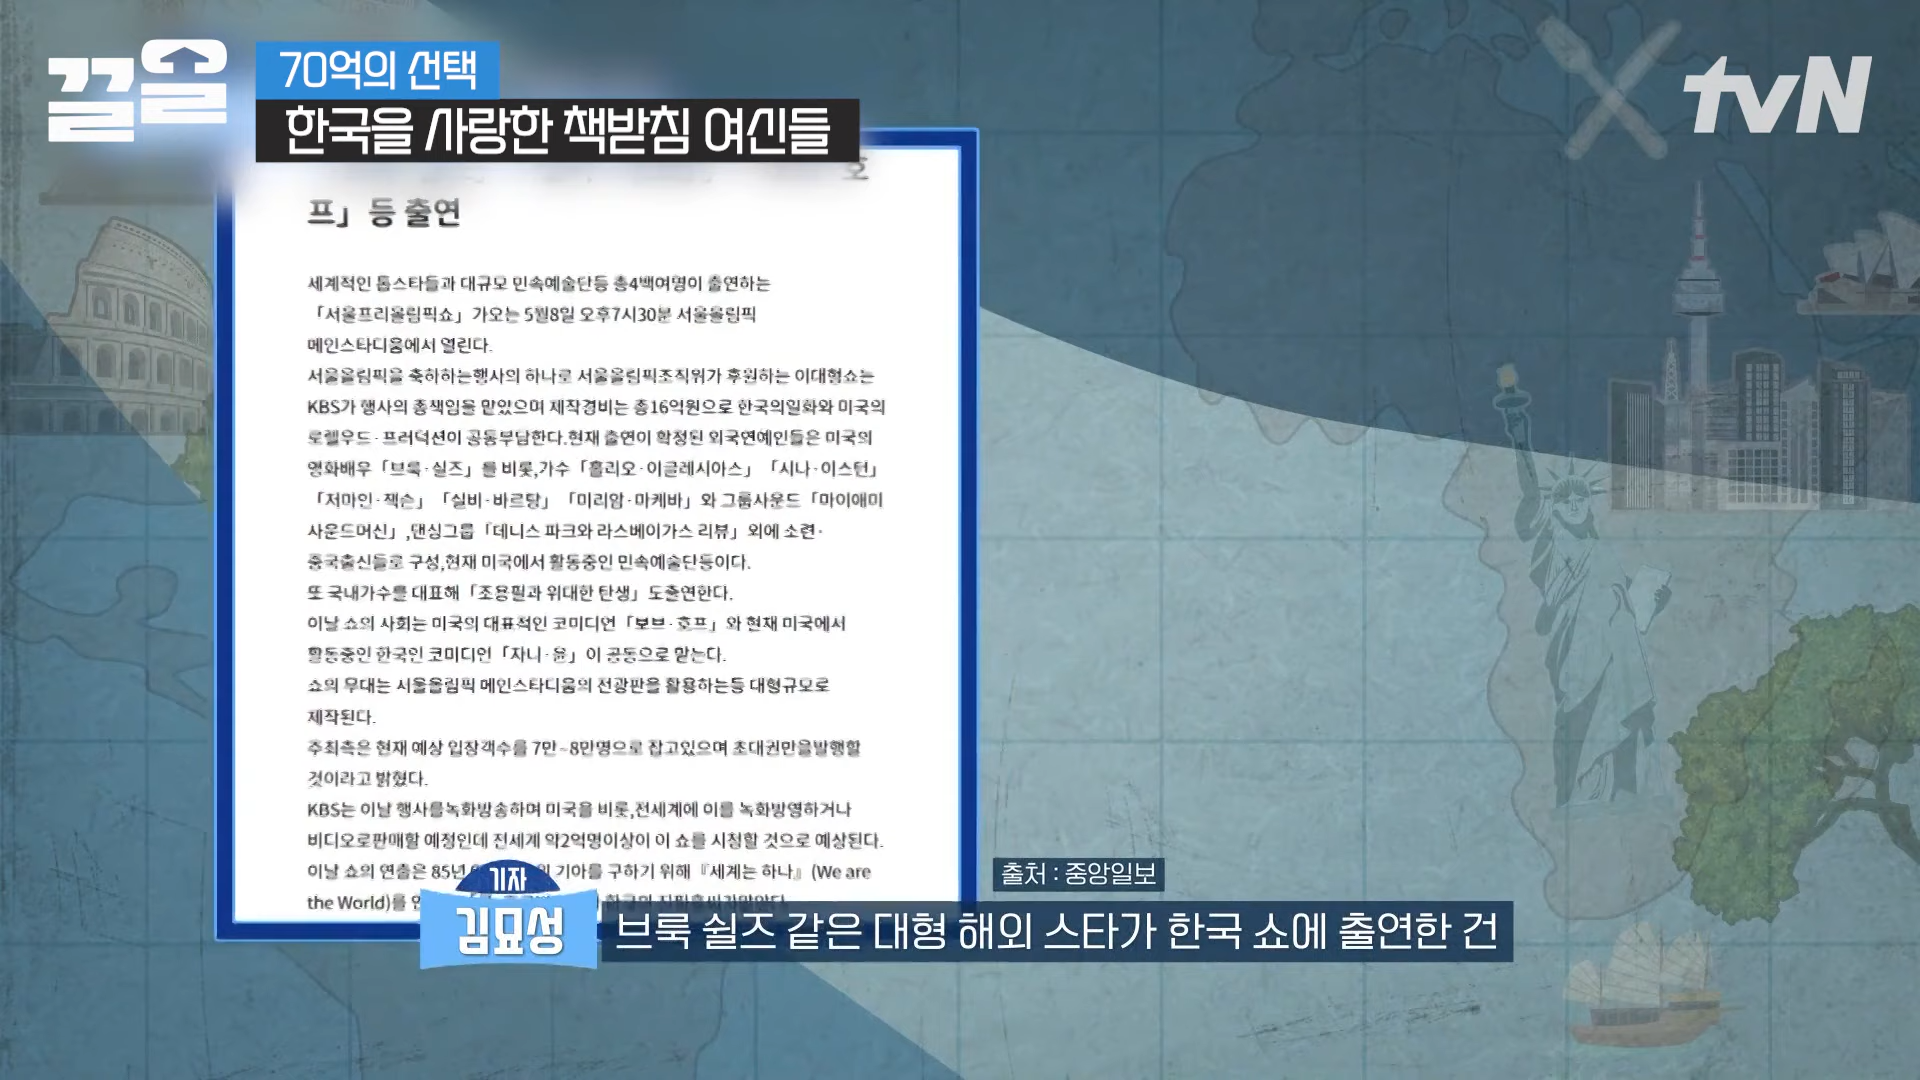 끌올
70억의 선택
한국을 사랑한 책받침 여신들
tvN
호
프」 등 출연
세계적인 톱스타들과 대규모 민속예술단등 총4백여명이 출연하는
「서울프리올림픽쇼」가오는 5월8일 오후7시30분 서울올림픽
메인스타디움에서 열린다.
서울올림픽을 축하하는행사의 하나로 서울올림픽조직위가 후원하는 이대형쇼는
KBS가 행사의 총책임을 맡았으며 제작경비는 총16억원으로 한국의일화와 미국의
로렐우드·프러덕션이 공동부담한다.현재 출연이 확정된 외국연예인들은 미국의
영화배우「브룩·실즈」를 비롯,가수「훌리오·이글레시아스」「시나·이스턴」
「저마인·잭슨」「실비·바르탕」「미리암·마케바」와 그룹사운드「마이애미
사운드머신」,댄싱그룹「데니스 파크와 라스베이가스 리뷰」외에 소련·
중국출신들로 구성,현재 미국에서 활동중인 민속예술단등이다.
또 국내가수를 대표해「조용필과 위대한 탄생」도출연한다.
이날 쇼의 사회는 미국의 대표적인 코미디언「보브·호프」와 현재 미국에서
활동중인 한국인 코미디언「자니·윤」이 공동으로 맡는다.
쇼의 무대는 서울올림픽 메인스타디움의 전광판을 활용하는등 대형규모로
제작된다.
주최측은 현재 예상 입장객수를 7만~8만명으로 잡고있으며 초대권만을발행할
것이라고 밝혔다.
KBS는 이날 행사를녹화방송하며 미국을 비롯,전세계에 이를 녹화방영하거나
비디오로판매할 예정인데 전세계 약2억명이상이 이 쇼를 시청할 것으로 예상된다.
이날 쇼의 연출은 85년 기아를 구하기 위해『세계는 하나』(We are
the World)를
출처 : 중앙일보
기자
김묘성
브룩 쉴즈 같은 대형 해외 스타가 한국 쇼에 출연한 건